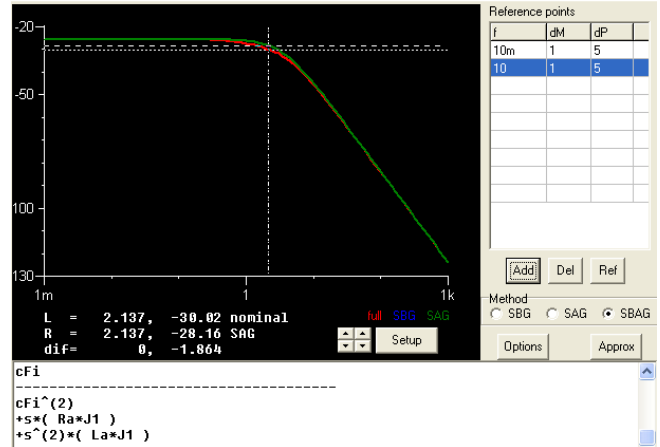 Reference points
f dM dP
10m 1 5
10 1 5
-20
-50
-100
-130
1m 1 1k
L = 2.137, -30.02 nominal
R = 2.137, -28.16 SAG
dif= 0, -1.864
full SBG SAG
Setup
Add Del Ref
Method
SBG SAG SBAG
Options Approx
cFi
------------------------------------
cFi^(2)
+s*( Ra*J1 )
+s^(2)*( La*J1 )